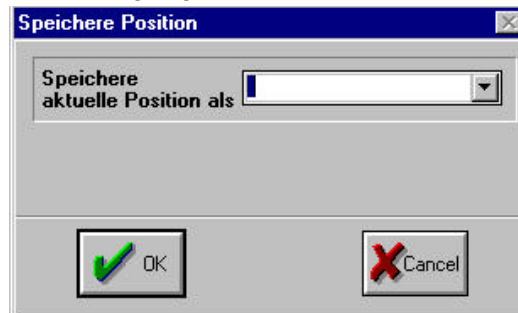 Speichere Position
Speichere
aktuelle Position als
OK
Cancel